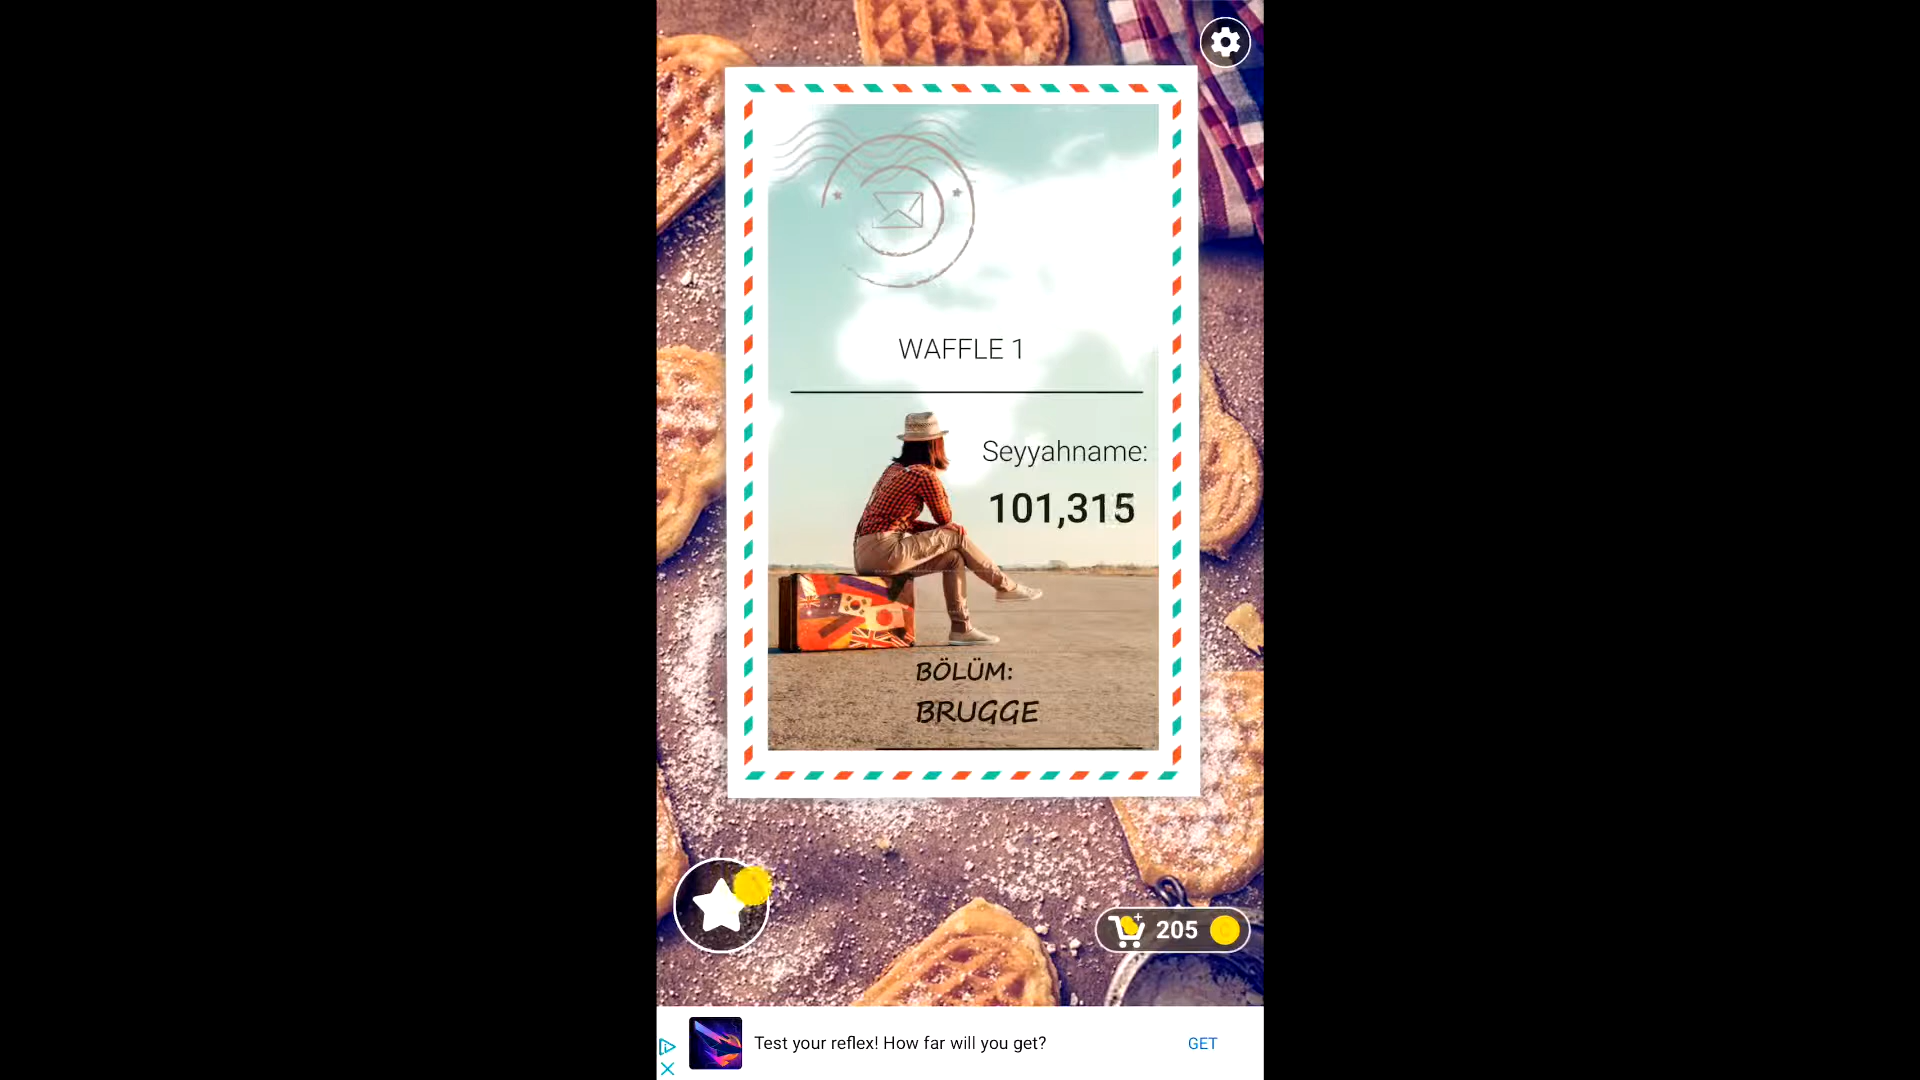 WAFFLE 1
Seyyahname:
101,315
BÖLÜM:
BRUGGE
205
Test your reflex! How far will you get?
GET